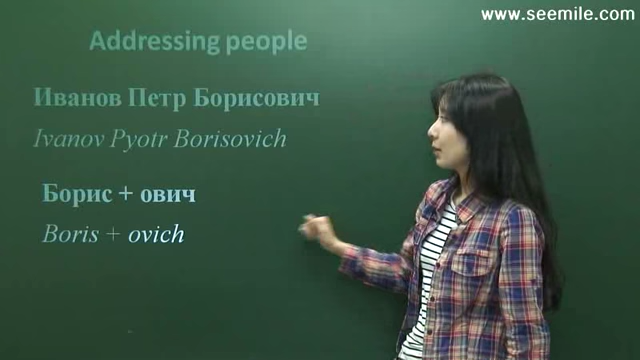 www.seemile.com
Addressing people
Иванов Петр Борисович
Ivanov Pyotr Borisovich
Борис + ович
Boris + ovich